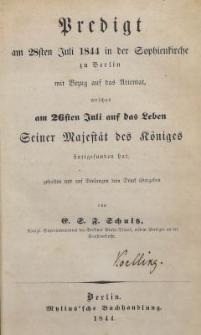 Predigt
am 28sten Juli 1844 in der Sophienkirche
zu Berlin
mit Bezug auf das Attentat,
welches
am 26sten Juli auf das Leben
Seiner Majestät des Königes
stattgefunden hat,
gehalten und auf Verlangen dem Druck übergeben
von
E. S. F. Schultz,
Berlin.
Mylius'sche Buchhandlung.
1844.